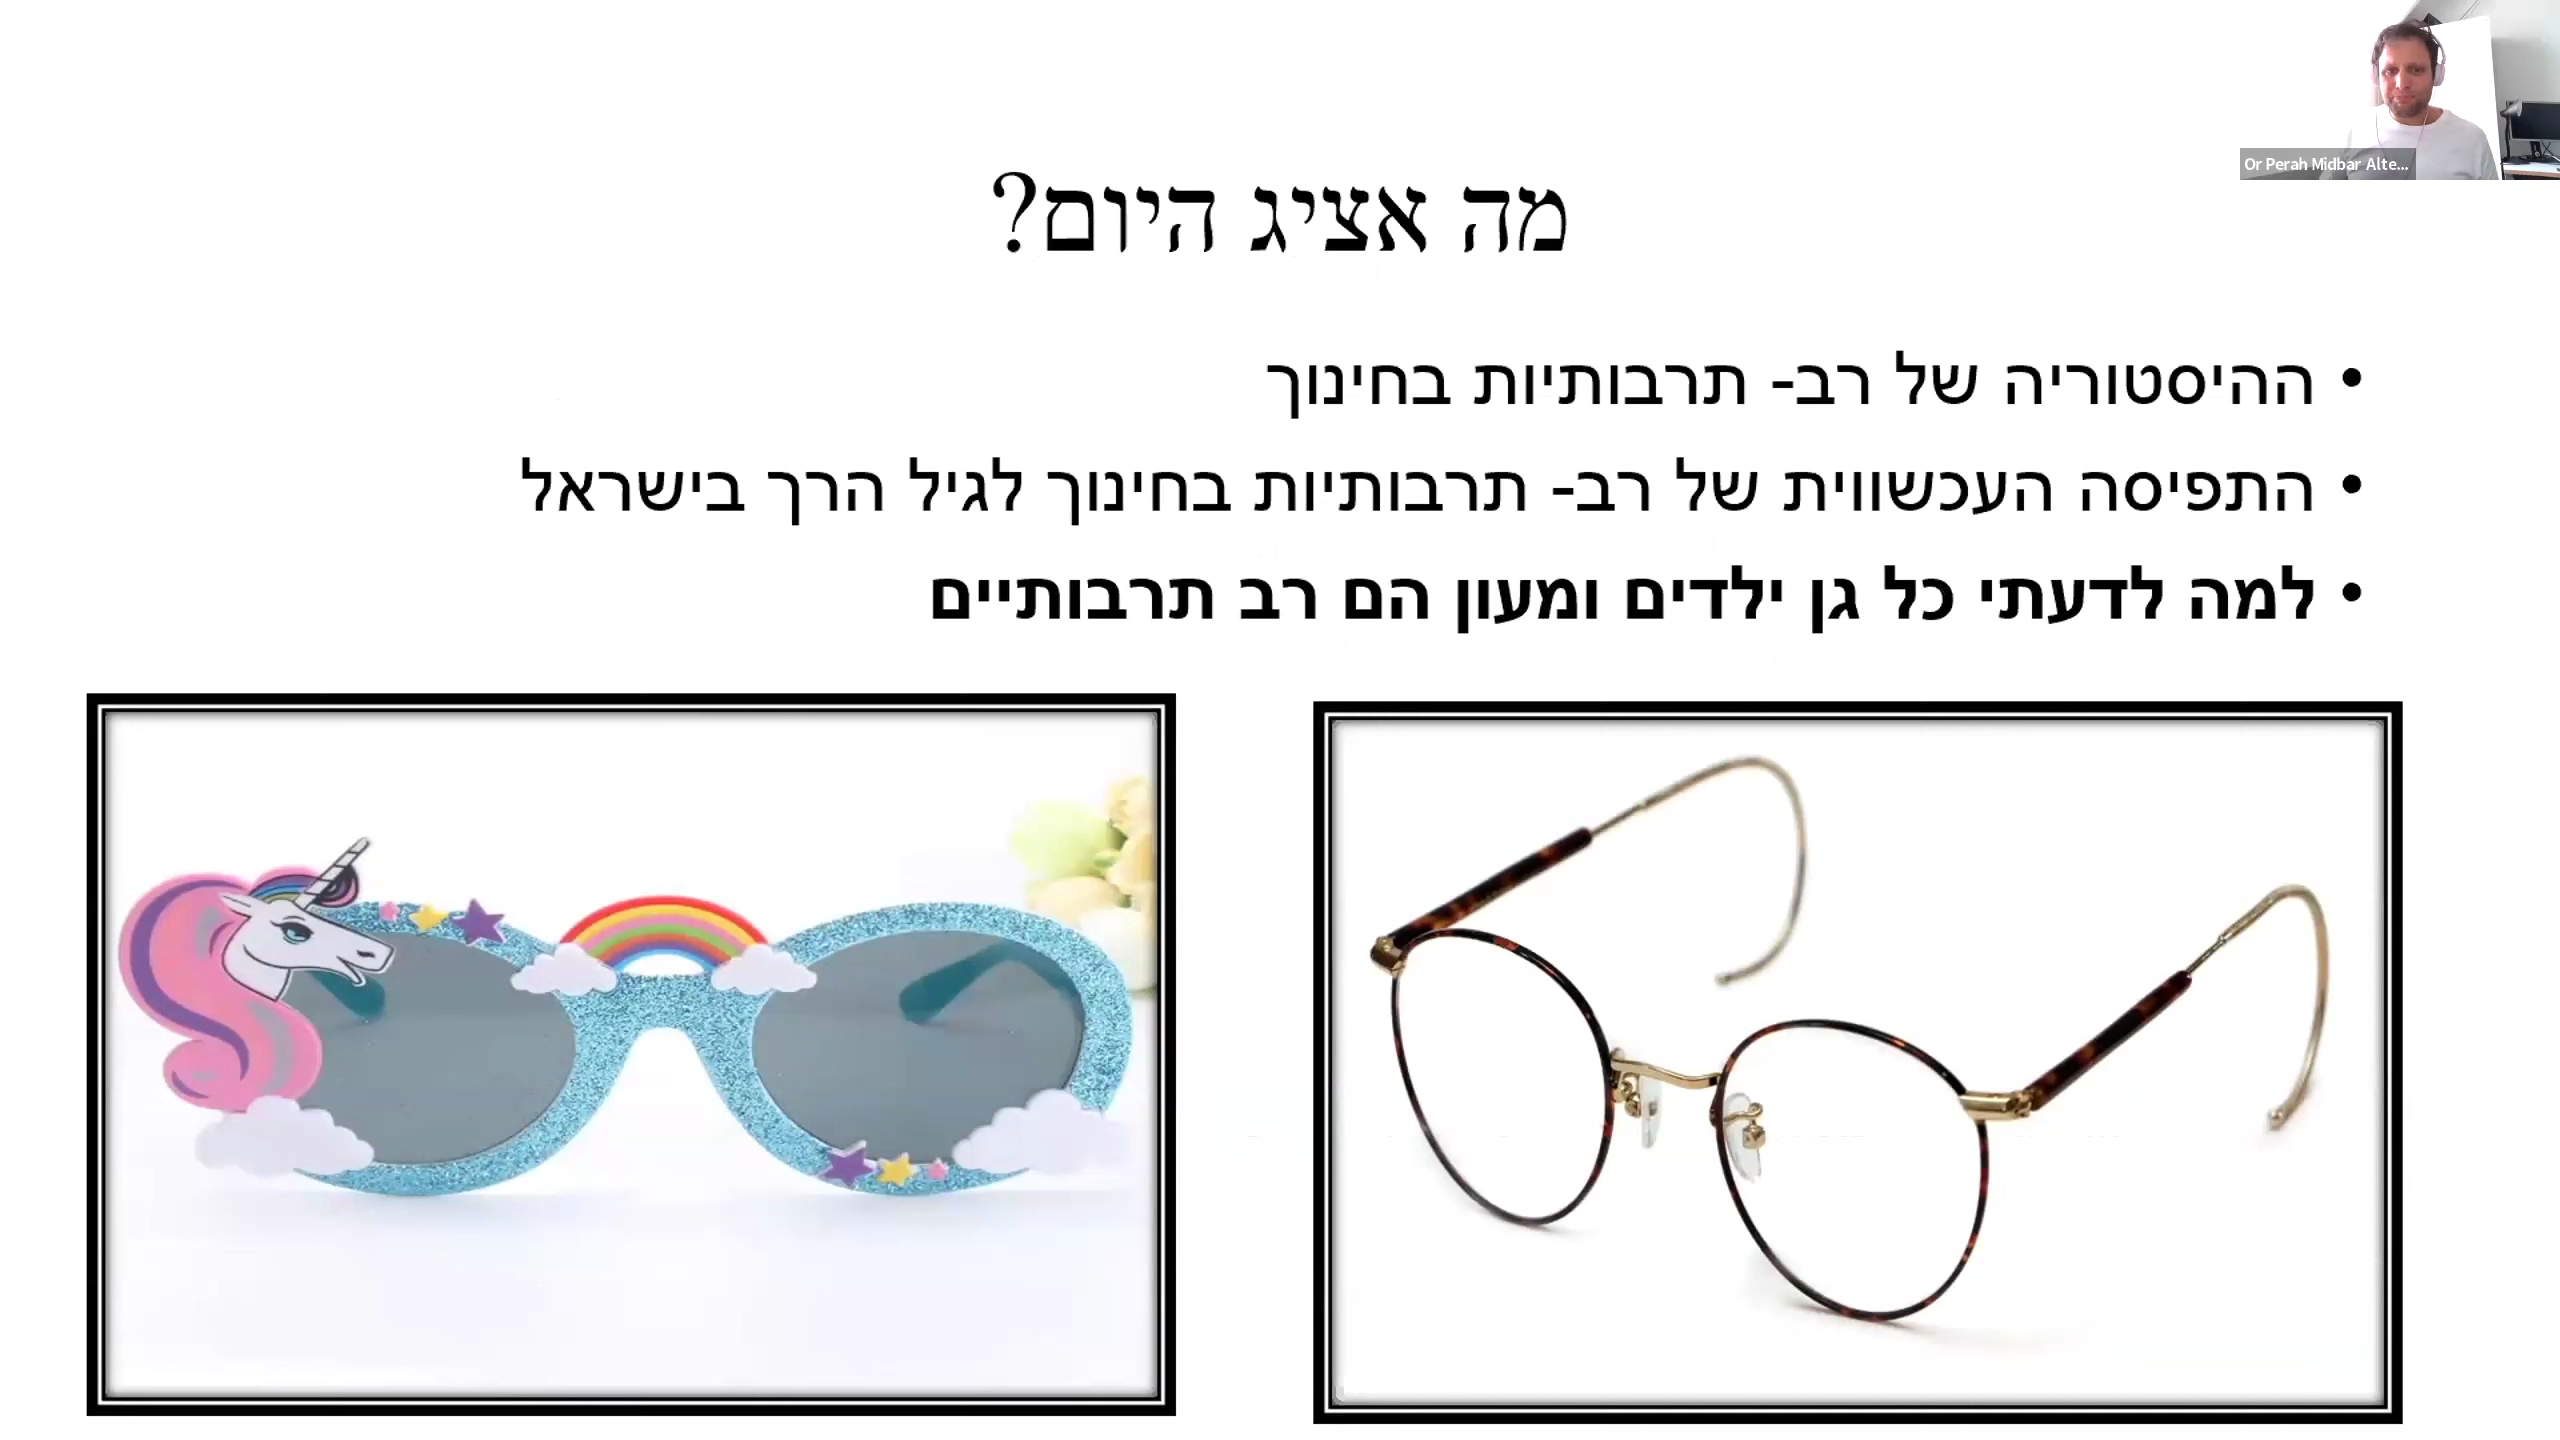 Or Perah Midbar Alte...
מה אציג היום?
• ההיסטוריה של רב- תרבותיות בחינוך
• התפיסה העכשווית של רב- תרבותיות בחינוך לגיל הרך בישראל
• למה לדעתי כל גן ילדים ומעון הם רב תרבותיים